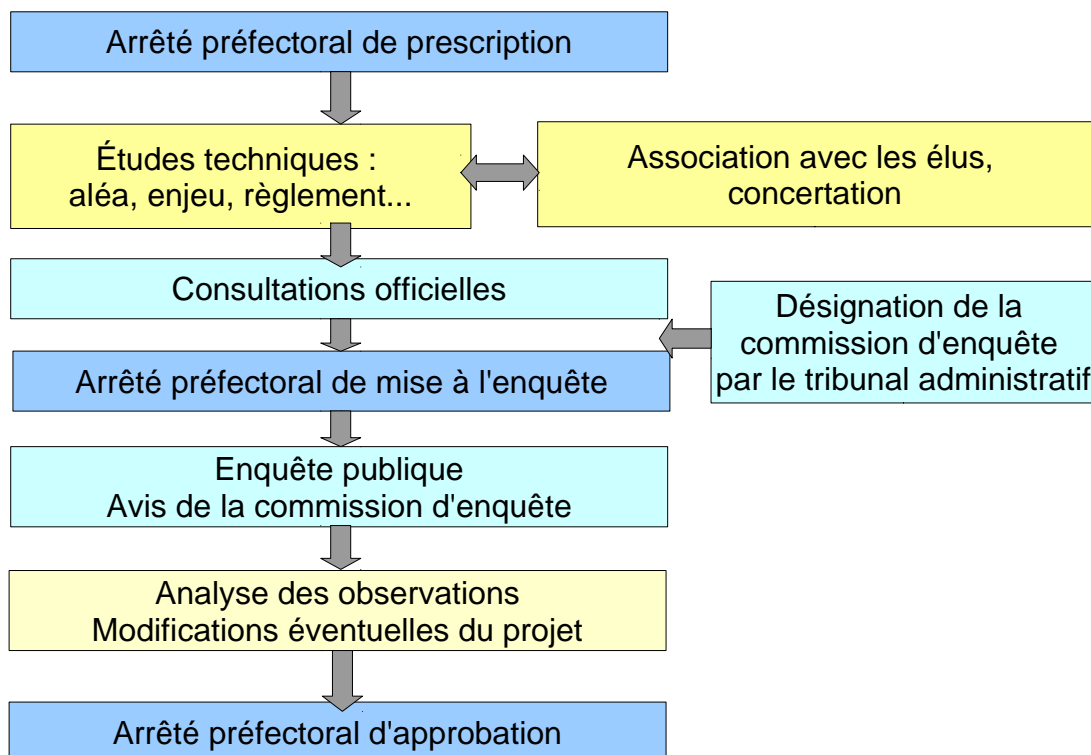 Arrêté préfectoral de prescription
Études techniques :
aléa, enjeu, règlement...
Association avec les élus,
concertation
Consultations officielles
Désignation de la
commission d'enquête
par le tribunal administratif
Arrêté préfectoral de mise à l'enquête
Enquête publique
Avis de la commission d'enquête
Analyse des observations
Modifications éventuelles du projet
Arrêté préfectoral d'approbation